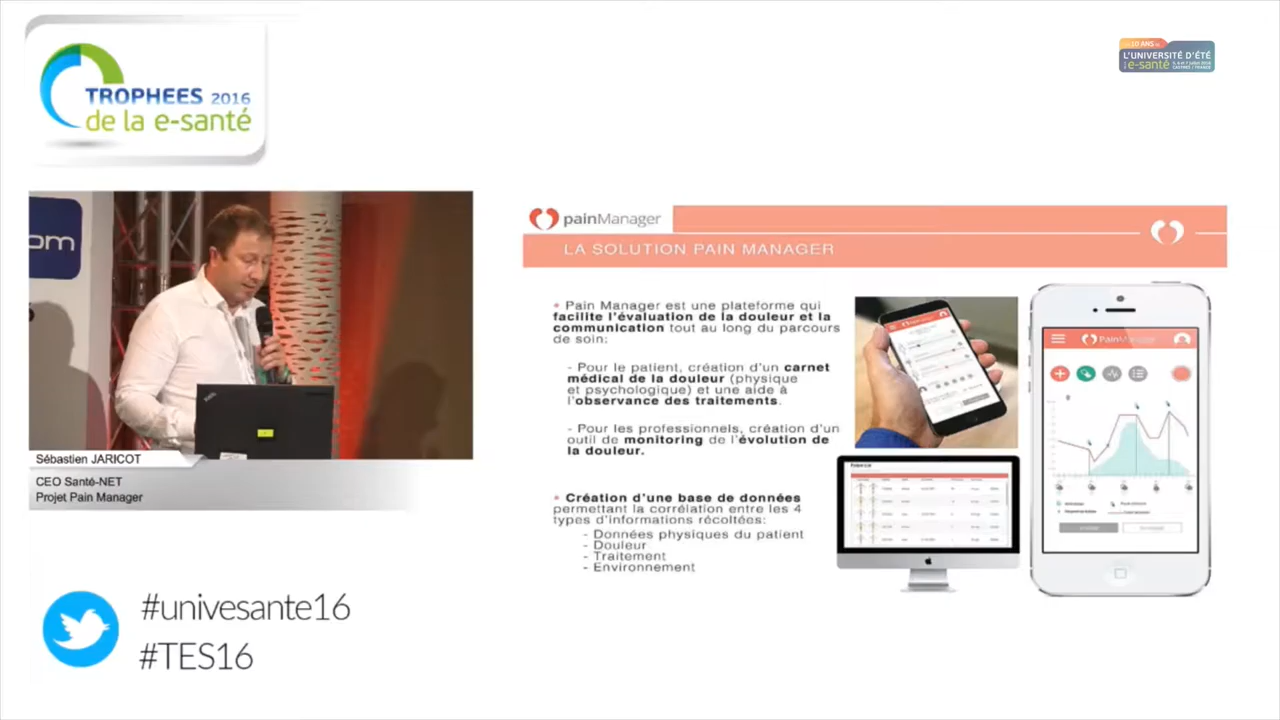 TROPHEES 2016
de la e-santé
10 ANS
L'UNIVERSITÉ D'ÉTÉ
e-santé
om
Sébastien JARICOT
CEO Santé-NET
Projet Pain Manager
#univesante16
#TES16
painManager
LA SOLUTION PAIN MANAGER
• Pain Manager est une plateforme qui
facilite l'évaluation de la douleur et la
communication tout au long du parcours
de soin:
- Pour le patient, création d'un carnet
médical de la douleur (physique
et psychologique) et une aide à
l'observance des traitements.
- Pour les professionnels, création d'un
outil de monitoring de l'évolution de
la douleur.
• Création d'une base de données
permettant la corrélation entre les 4
types d'informations récoltées:
- Données physiques du patient
- Douleur
- Traitement
- Environnement
PainManager